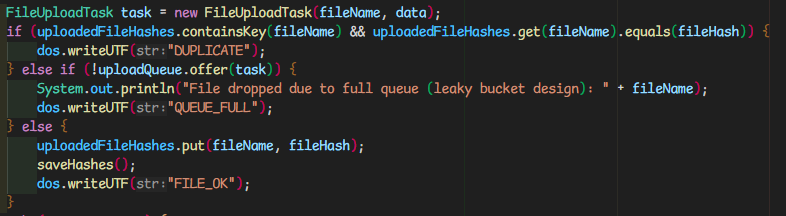 FileUploadTask task = new FileUploadTask(fileName, data);
if (uploadedFileHashes.containsKey(fileName) && uploadedFileHashes.get(fileName).equals(fileHash)) {
    dos.writeUTF(str:"DUPLICATE");
} else if (!uploadQueue.offer(task)) {
    System.out.println("File dropped due to full queue (leaky bucket design): " + fileName);
    dos.writeUTF(str:"QUEUE_FULL");
} else {
    uploadedFileHashes.put(fileName, fileHash);
    saveHashes();
    dos.writeUTF(str:"FILE_OK");
}